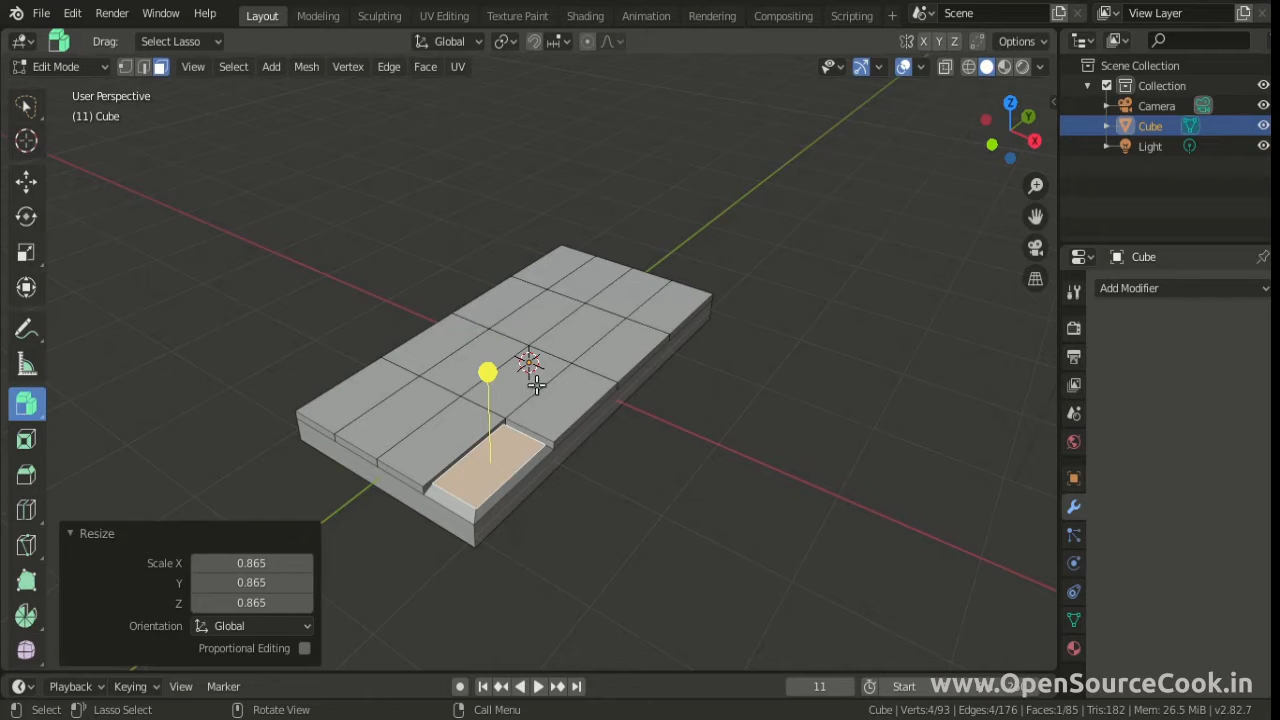 File Edit Render Window Help Layout Modeling Sculpting UV Editing Texture Paint Shading Animation Rendering Compositing Scripting + Scene View Layer
Drag: Select Lasso Global X Y Z Options
Edit Mode View Select Add Mesh Vertex Edge Face UV
User Perspective
(11) Cube
Z
Y
X
Scene Collection
Collection
Camera
Cube
Light
Cube
Add Modifier
Resize
Scale X 0.865
Y 0.865
Z 0.865
Orientation Global
Proportional Editing
Playback Keying View Marker 11 Start
www.OpenSourceCook.in
Select Lasso Select Rotate View Call Menu Cube | Verts:4/93 | Edges:4/176 | Faces:1/85 | Tris:182 | Mem: 26.5 MiB | v2.82.7